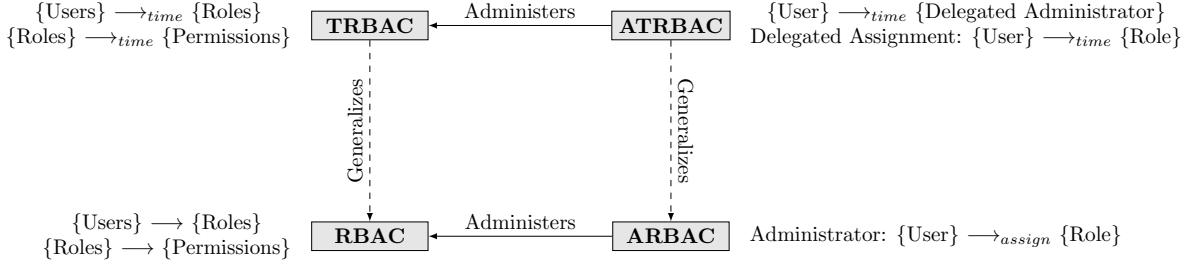 {Users} ⟶time {Roles}
{Roles} ⟶time {Permissions}
TRBAC
Administers
ATRBAC
{User} ⟶time {Delegated Administrator}
Delegated Assignment: {User} ⟶time {Role}
Generalizes
Generalizes
{Users} ⟶ {Roles}
{Roles} ⟶ {Permissions}
RBAC
Administers
ARBAC
Administrator: {User} ⟶assign {Role}